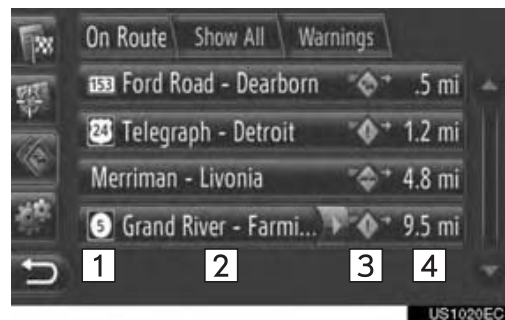 On Route Show All Warnings
153 Ford Road - Dearborn .5 mi
24 Telegraph - Detroit 1.2 mi
Merriman - Livonia 4.8 mi
5 Grand River - Farmi... 9.5 mi
1 2 3 4
US1020EC